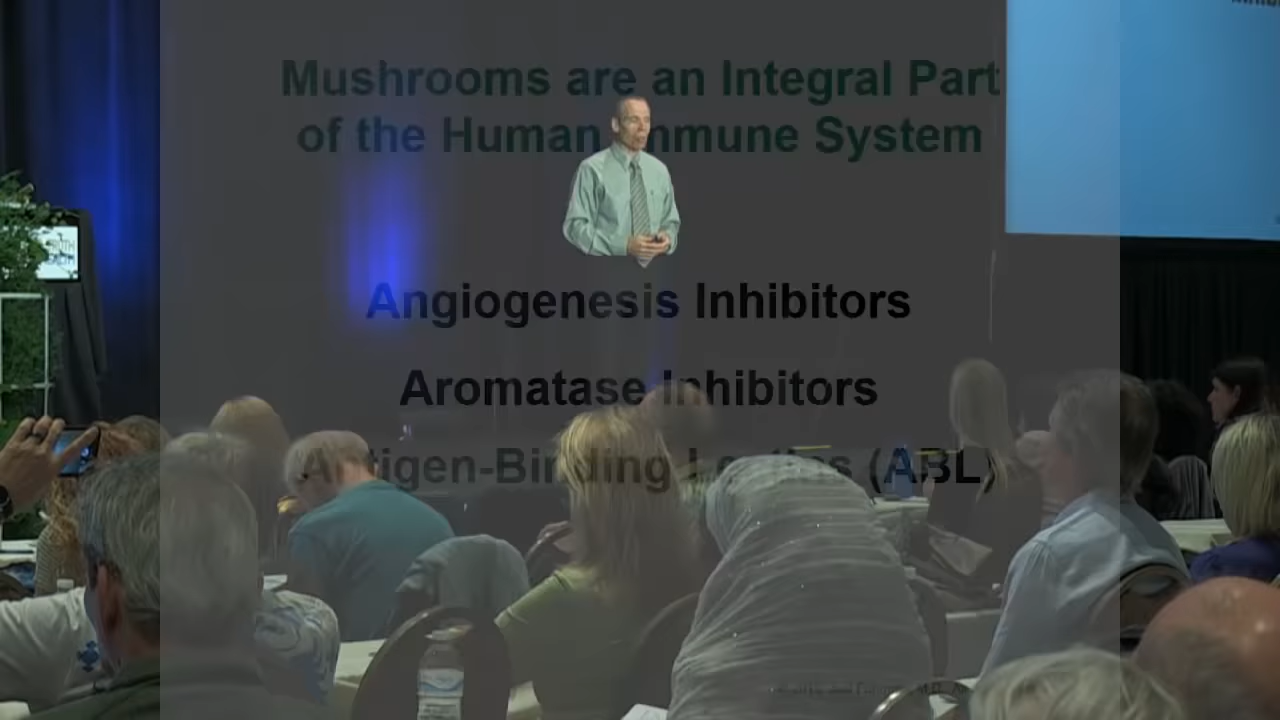 Mushrooms are an Integral Part
of the Human Immune System
Angiogenesis Inhibitors
Aromatase Inhibitors
Antigen-Binding Lectins (ABL)